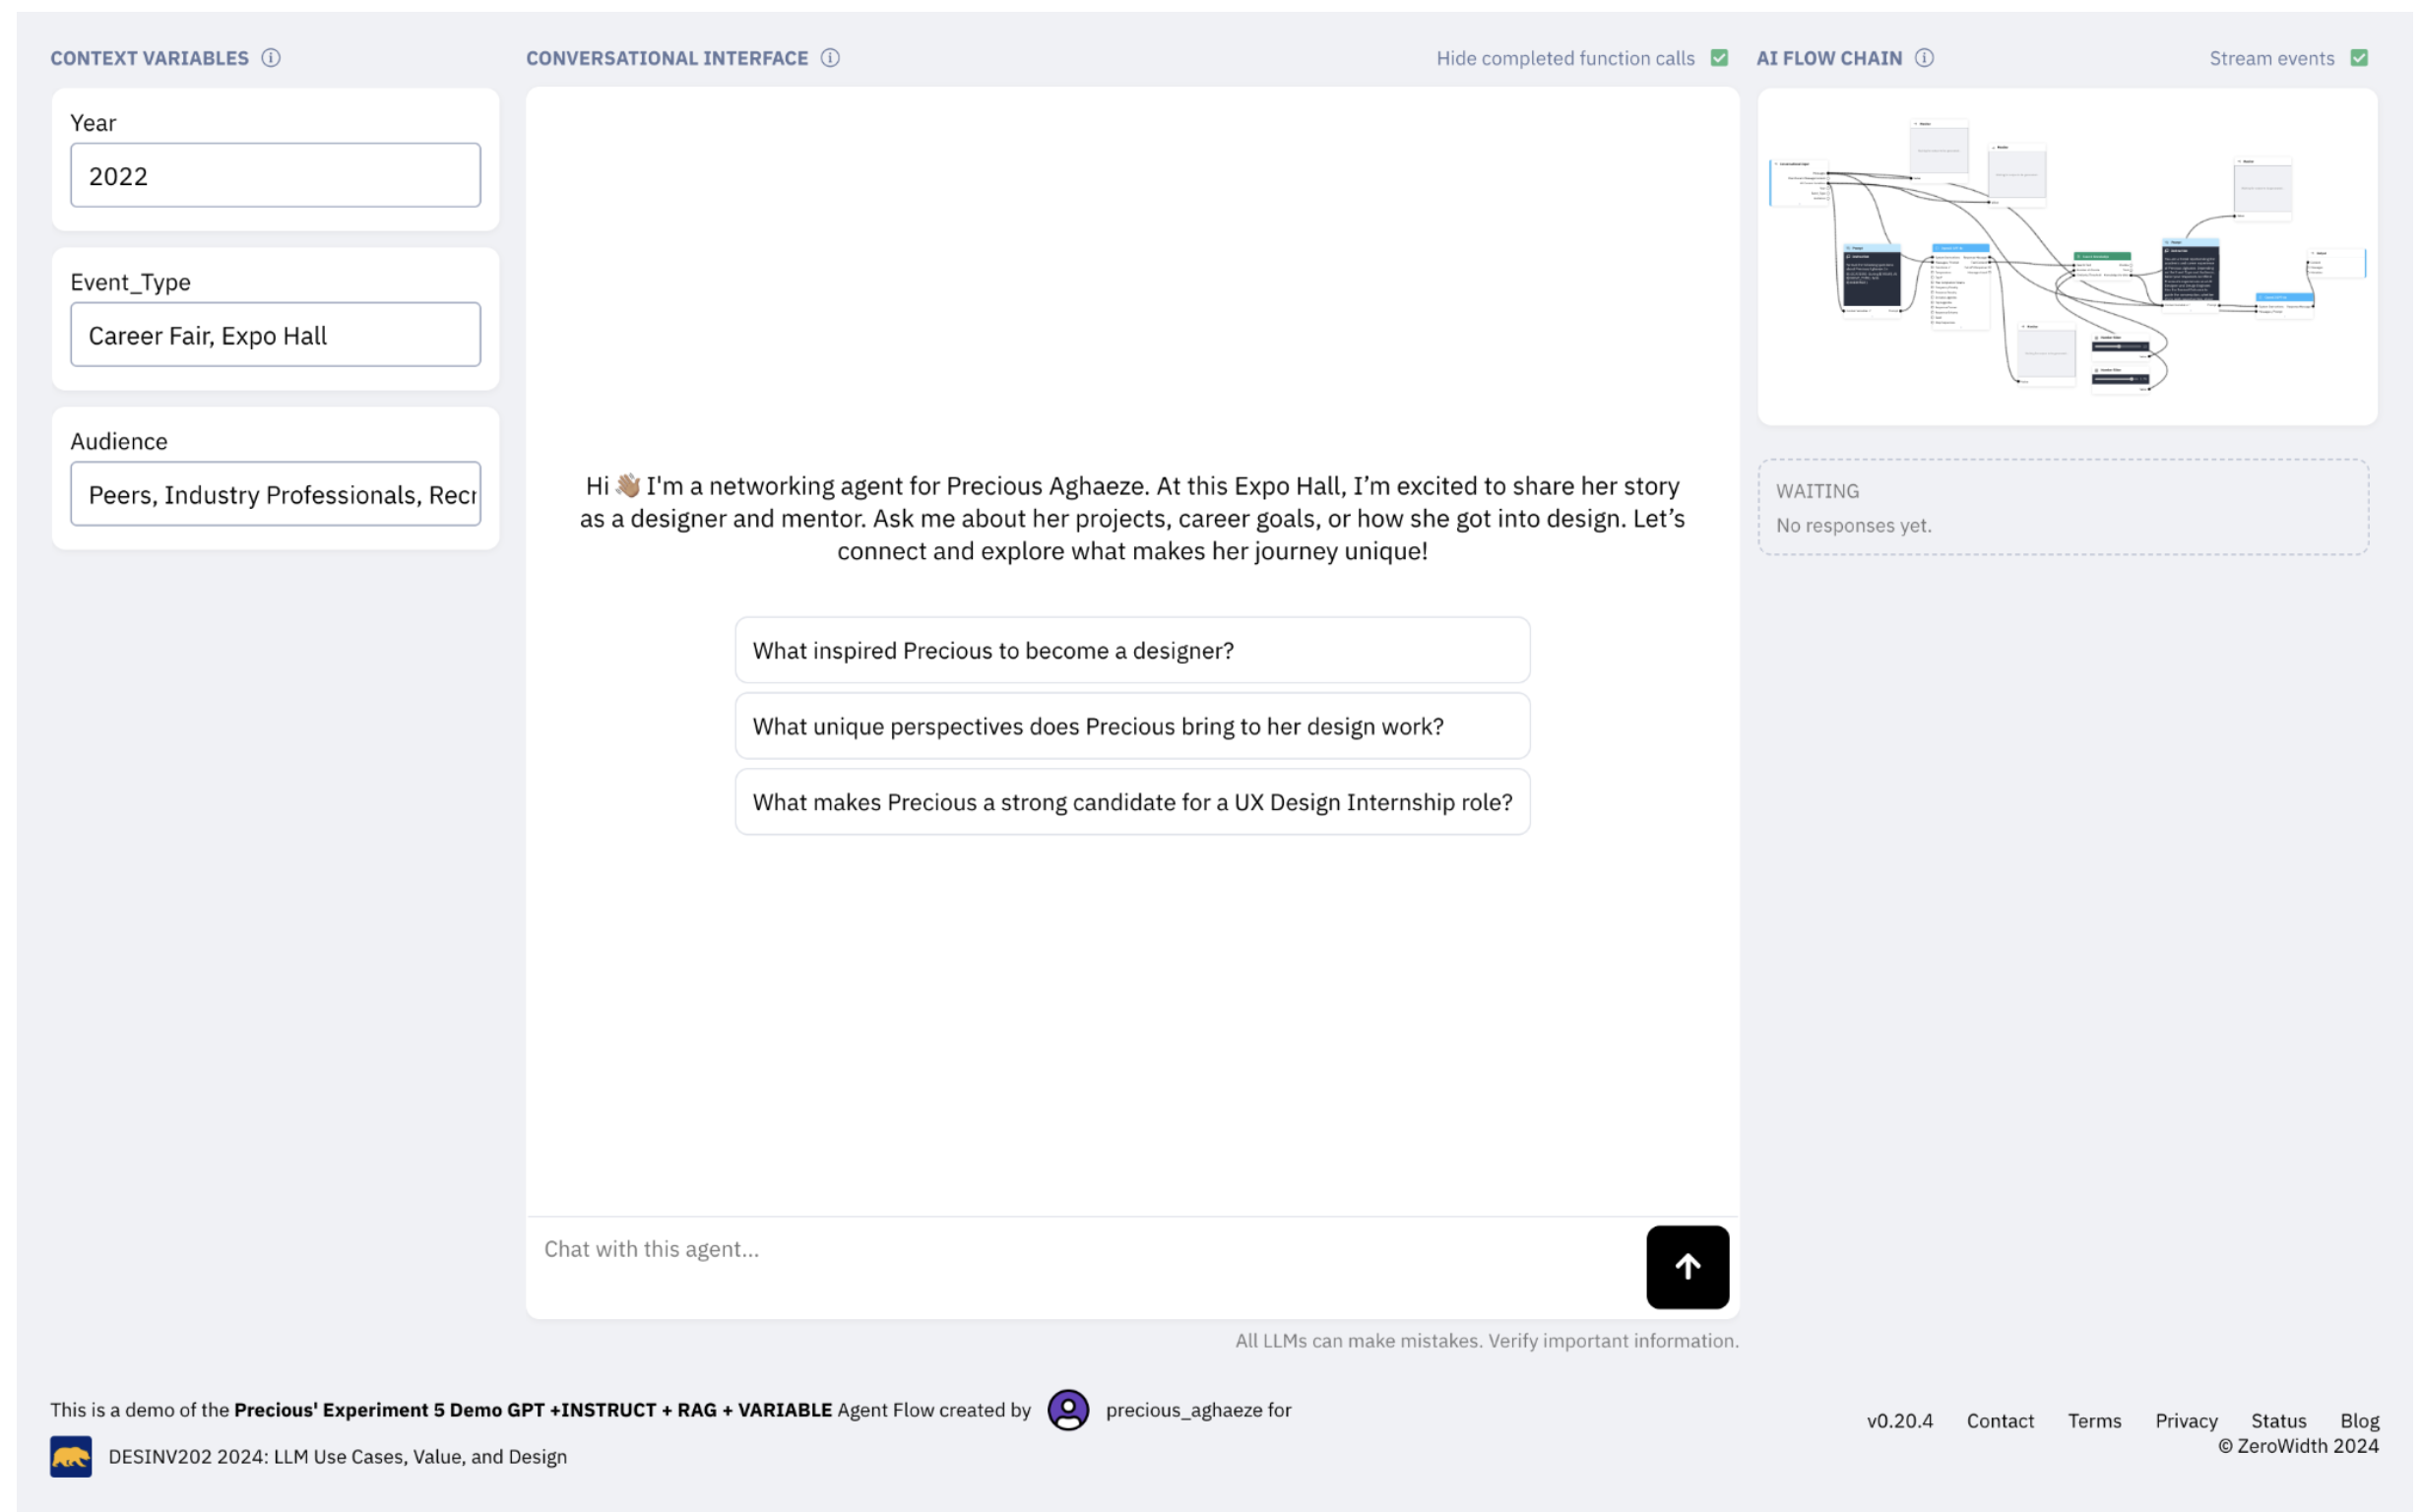 CONTEXT VARIABLES
Year
2022
Event_Type
Career Fair, Expo Hall
Audience
Peers, Industry Professionals, Recr
CONVERSATIONAL INTERFACE
Hide completed function calls
Hi 👋🏽 I'm a networking agent for Precious Aghaeze. At this Expo Hall, I’m excited to share her story
as a designer and mentor. Ask me about her projects, career goals, or how she got into design. Let’s
connect and explore what makes her journey unique!
What inspired Precious to become a designer?
What unique perspectives does Precious bring to her design work?
What makes Precious a strong candidate for a UX Design Internship role?
Chat with this agent...
All LLMs can make mistakes. Verify important information.
AI FLOW CHAIN
Stream events
WAITING
No responses yet.
This is a demo of the Precious' Experiment 5 Demo GPT +INSTRUCT + RAG + VARIABLE Agent Flow created by precious_aghaeze for
DESINV202 2024: LLM Use Cases, Value, and Design
v0.20.4 Contact Terms Privacy Status Blog
© ZeroWidth 2024